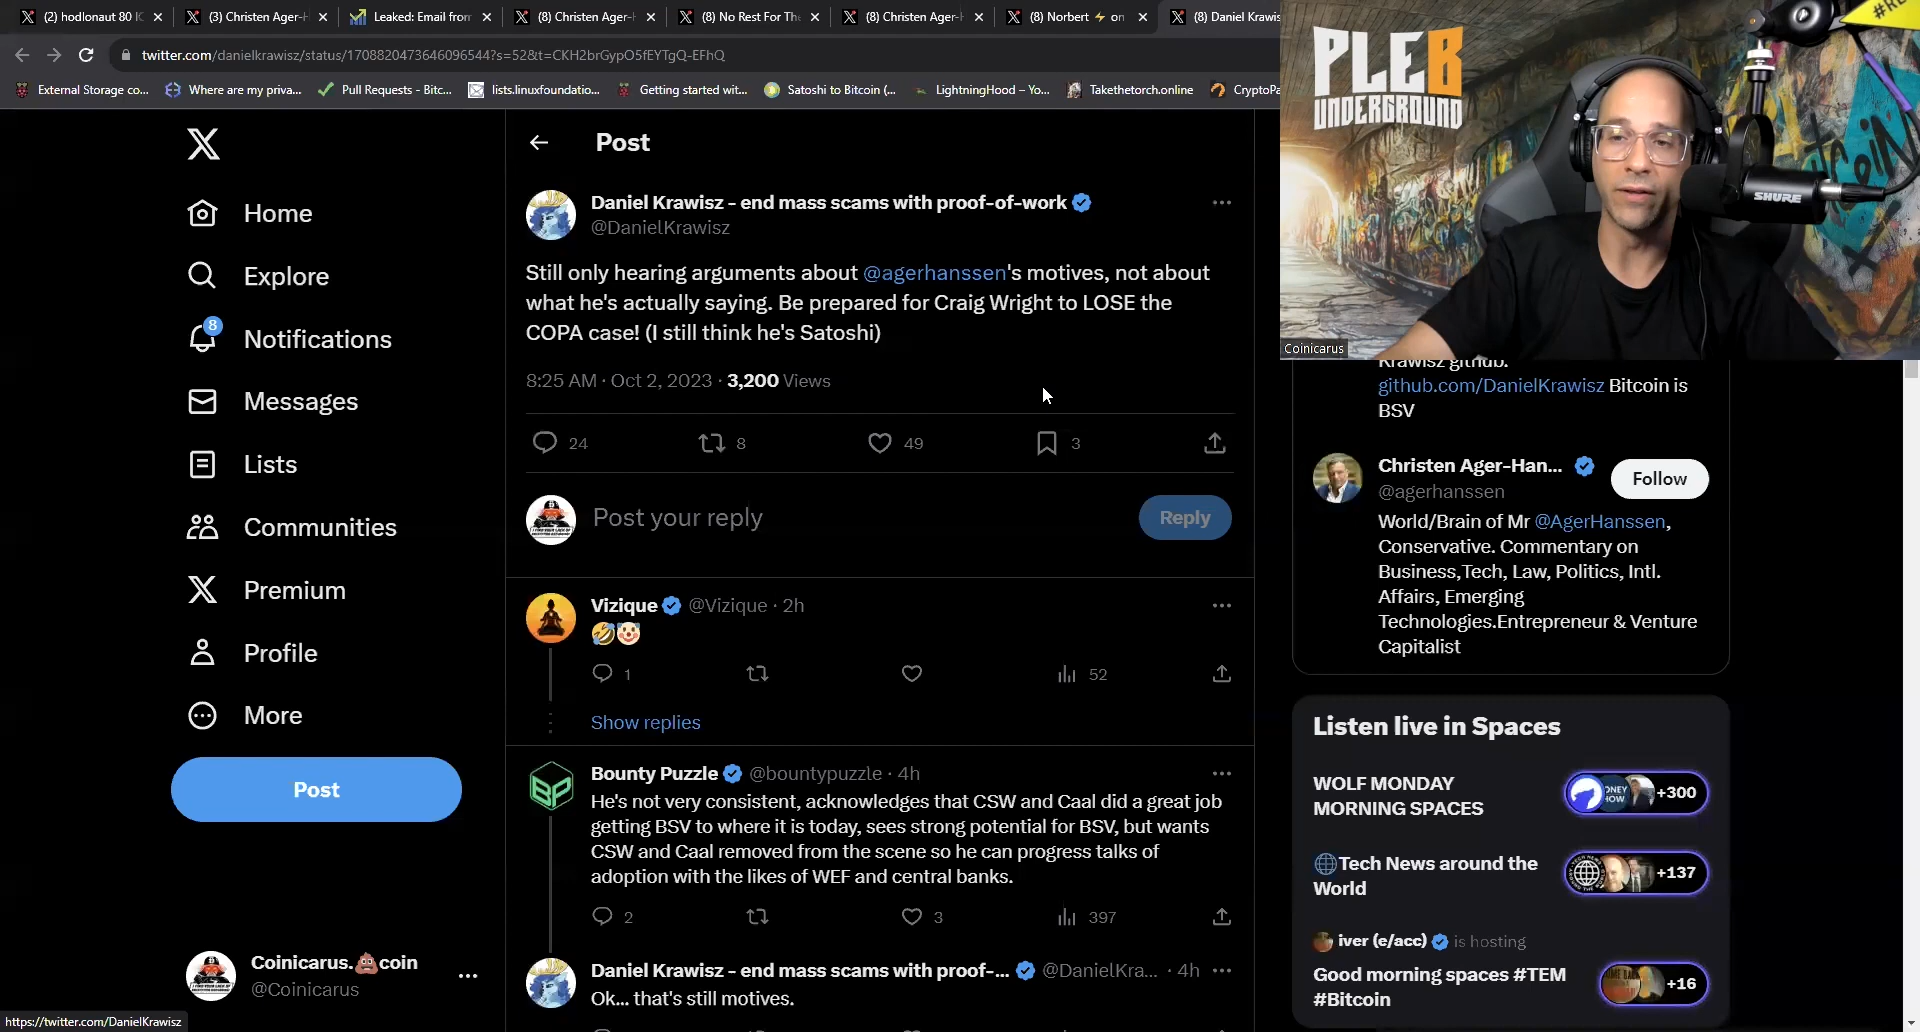 (2) hodlonaut 80 IC
(3) Christen Ager-H
Leaked: Email from
(8) Christen Ager-H
(8) No Rest For The
(8) Christen Ager-H
(8) Norbert ⚡ on
(8) Daniel Krawis
twitter.com/danielkrawisz/status/1708820473646096544?s=52&t=CKH2brGypO5fEYTgQ-EFhQ
External Storage co...
Where are my priva...
Pull Requests · Bitc...
lists.linuxfoundatio...
Getting started wit...
Satoshi to Bitcoin (...
LightningHood – Yo...
Takethetorch.online
CryptoPa
PLEB
UNDERGROUND
SHURE
Coinicarus
Home
Explore
8
Notifications
Messages
Lists
Communities
Premium
Profile
More
Post
Coinicarus.💩coin
@Coinicarus
https://twitter.com/DanielKrawisz
Post
Daniel Krawisz - end mass scams with proof-of-work
@DanielKrawisz
Still only hearing arguments about @agerhanssen's motives, not about
what he's actually saying. Be prepared for Craig Wright to LOSE the
COPA case! (I still think he's Satoshi)
8:25 AM · Oct 2, 2023 · 3,200 Views
24 8 49 3
Post your reply
Reply
Vizique @Vizique · 2h
🤣🤡
1 52
Show replies
Bounty Puzzle @bountypuzzle · 4h
He's not very consistent, acknowledges that CSW and Caal did a great job
getting BSV to where it is today, sees strong potential for BSV, but wants
CSW and Caal removed from the scene so he can progress talks of
adoption with the likes of WEF and central banks.
2 3 397
Daniel Krawisz - end mass scams with proof-... @DanielKra... · 4h
Ok... that's still motives.
Krawisz github.
github.com/DanielKrawisz Bitcoin is
BSV
Christen Ager-Han...
@agerhanssen
Follow
World/Brain of Mr @AgerHanssen,
Conservative. Commentary on
Business,Tech, Law, Politics, Intl.
Affairs, Emerging
Technologies.Entrepreneur & Venture
Capitalist
Listen live in Spaces
WOLF MONDAY
MORNING SPACES
+300
Tech News around the
World
+137
iver (e/acc) is hosting
Good morning spaces #TEM
#Bitcoin
+16